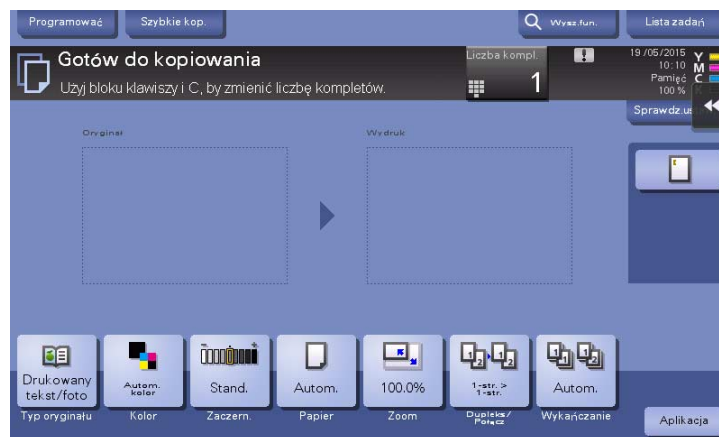 Programować
Szybkie kop.
Wysz.fun.
Lista zadań
Gotów do kopiowania
Liczba kompl.
1
19/05/2015
10:10
Pamięć
100 %
Y
M
C
K
Użyj bloku klawiszy i C, by zmienić liczbę kompletów.
Oryginał
Wydruk
Drukowany
tekst/foto
Autom.
kolor
Stand.
Autom.
100.0%
1-str. >
1-str.
Autom.
Typ oryginału
Kolor
Zaczern.
Papier
Zoom
Dupleks/
Połącz
Wykańczanie
Aplikacja